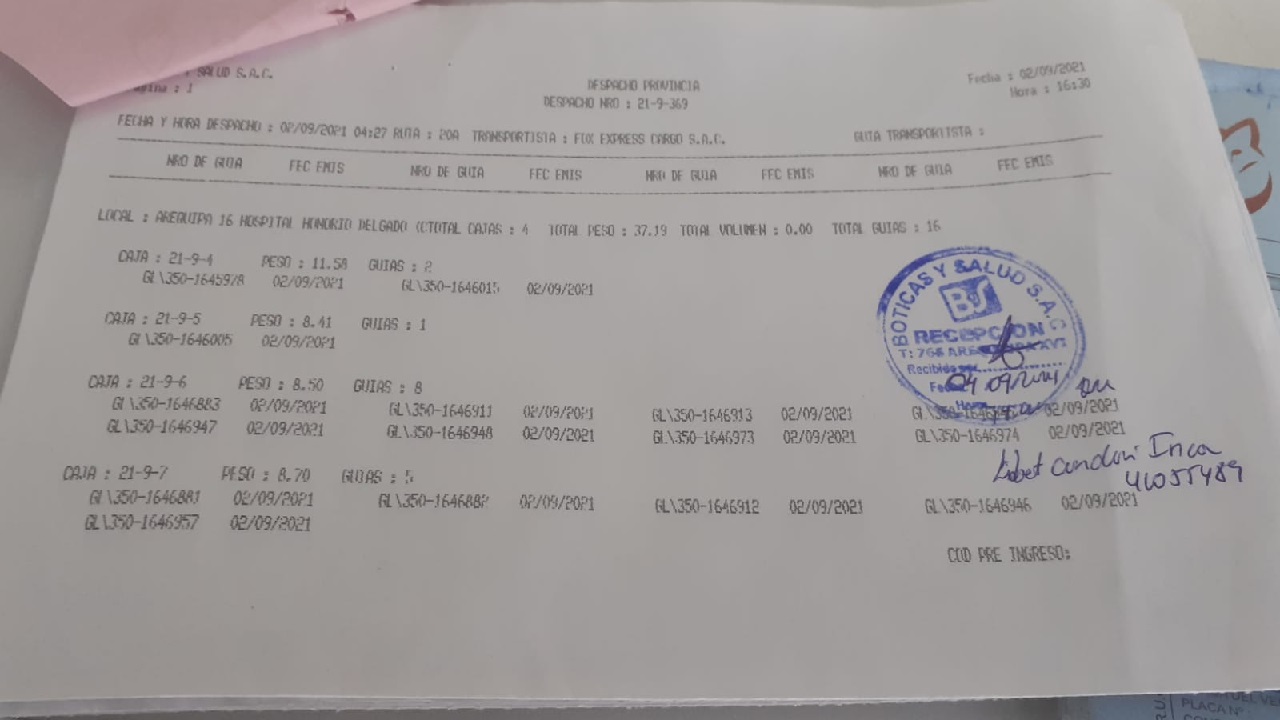 SALUD S.A.C.
: 1
DESPACHO PROVINCIA
DESPACHO NRO : 21-9-369
Fecha : 02/09/2021
Hora : 16:30
FECHA Y HORA DESPACHO : 02/09/2021 04:27 RUTA : 20A TRANSPORTISTA : FOX EXPRESS CARGO S.A.C. GUIA TRANSPORTISTA :
NRO DE GUIA FEC EMIS NRO DE GUIA FEC EMIS NRO DE GUIA FEC EMIS NRO DE GUIA FEC EMIS
LOCAL : AREQUIPA 16 HOSPITAL HONORIO DELGADO (CTOTAL CAJAS : 4 TOTAL PESO : 37.19 TOTAL VOLUMEN : 0.00 TOTAL GUIAS : 16
CAJA : 21-9-4 PESO : 11.58 GUIAS : 2
GL\350-1645978 02/09/2021 GL\350-1646015 02/09/2021
CAJA : 21-9-5 PESO : 8.41 GUIAS : 1
GL\350-1646005 02/09/2021
CAJA : 21-9-6 PESO : 8.50 GUIAS : 8
GL\350-1646883 02/09/2021 GL\350-1646911 02/09/2021 GL\350-1646913 02/09/2021 02/09/2021
GL\350-1646947 02/09/2021 GL\350-1646948 02/09/2021 GL\350-1646973 02/09/2021 GL\350-1646974 02/09/2021
CAJA : 21-9-7 PESO : 8.70 GUIAS : 5
GL\350-1646881 02/09/2021 GL\350-1646882 02/09/2021 GL\350-1646912 02/09/2021 GL\350-1646946 02/09/2021
GL\350-1646957 02/09/2021
COD PRE INGRESO:
BOTICAS Y SALUD S.A.C
BS
RECEPCION
T: 768
Recibido
04/09/2021
Inca
PLACA N°